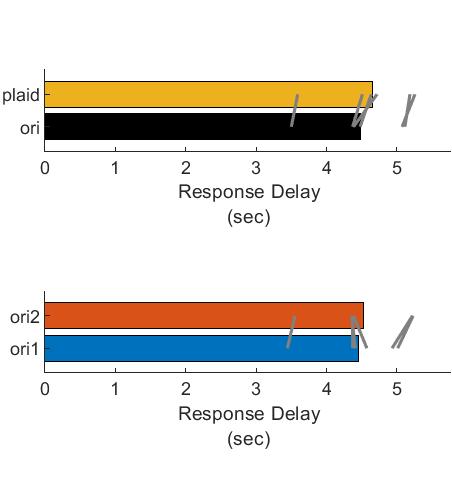 plaid
ori
0 1 2 3 4 5
Response Delay
(sec)
ori2
ori1
0 1 2 3 4 5
Response Delay
(sec)